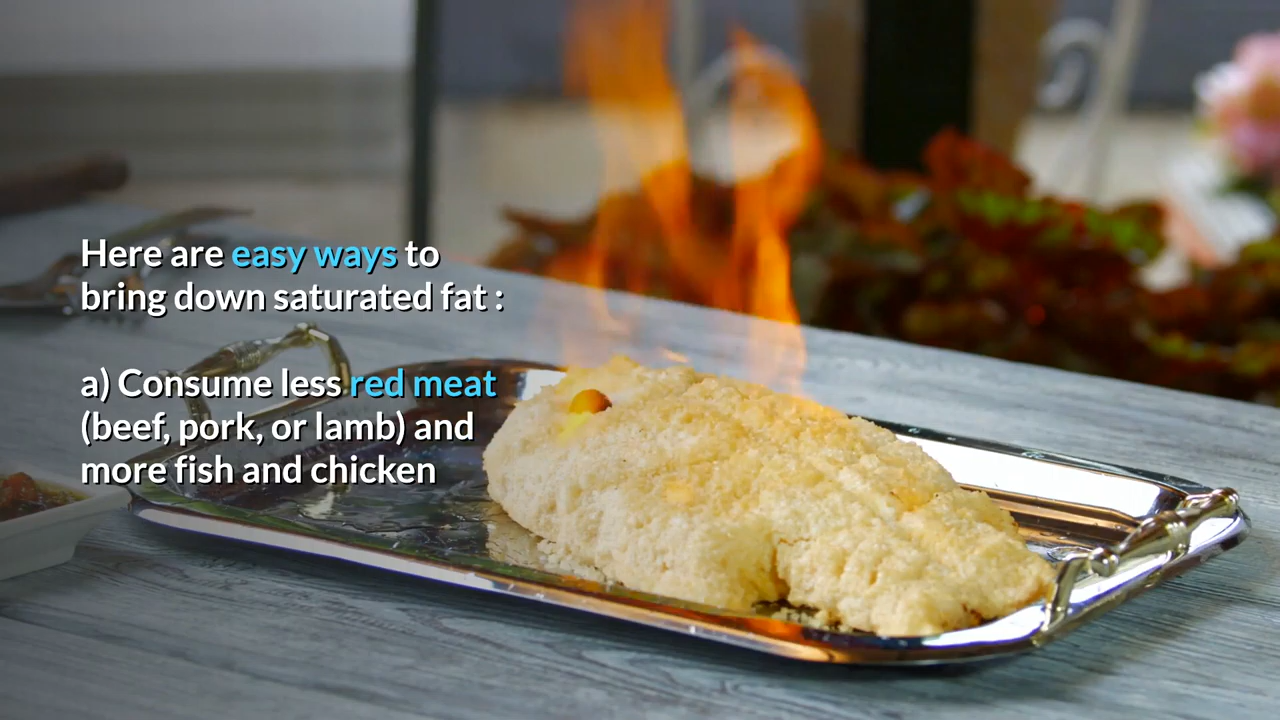 Here are easy ways to
bring down saturated fat :
a) Consume less red meat
(beef, pork, or lamb) and
more fish and chicken